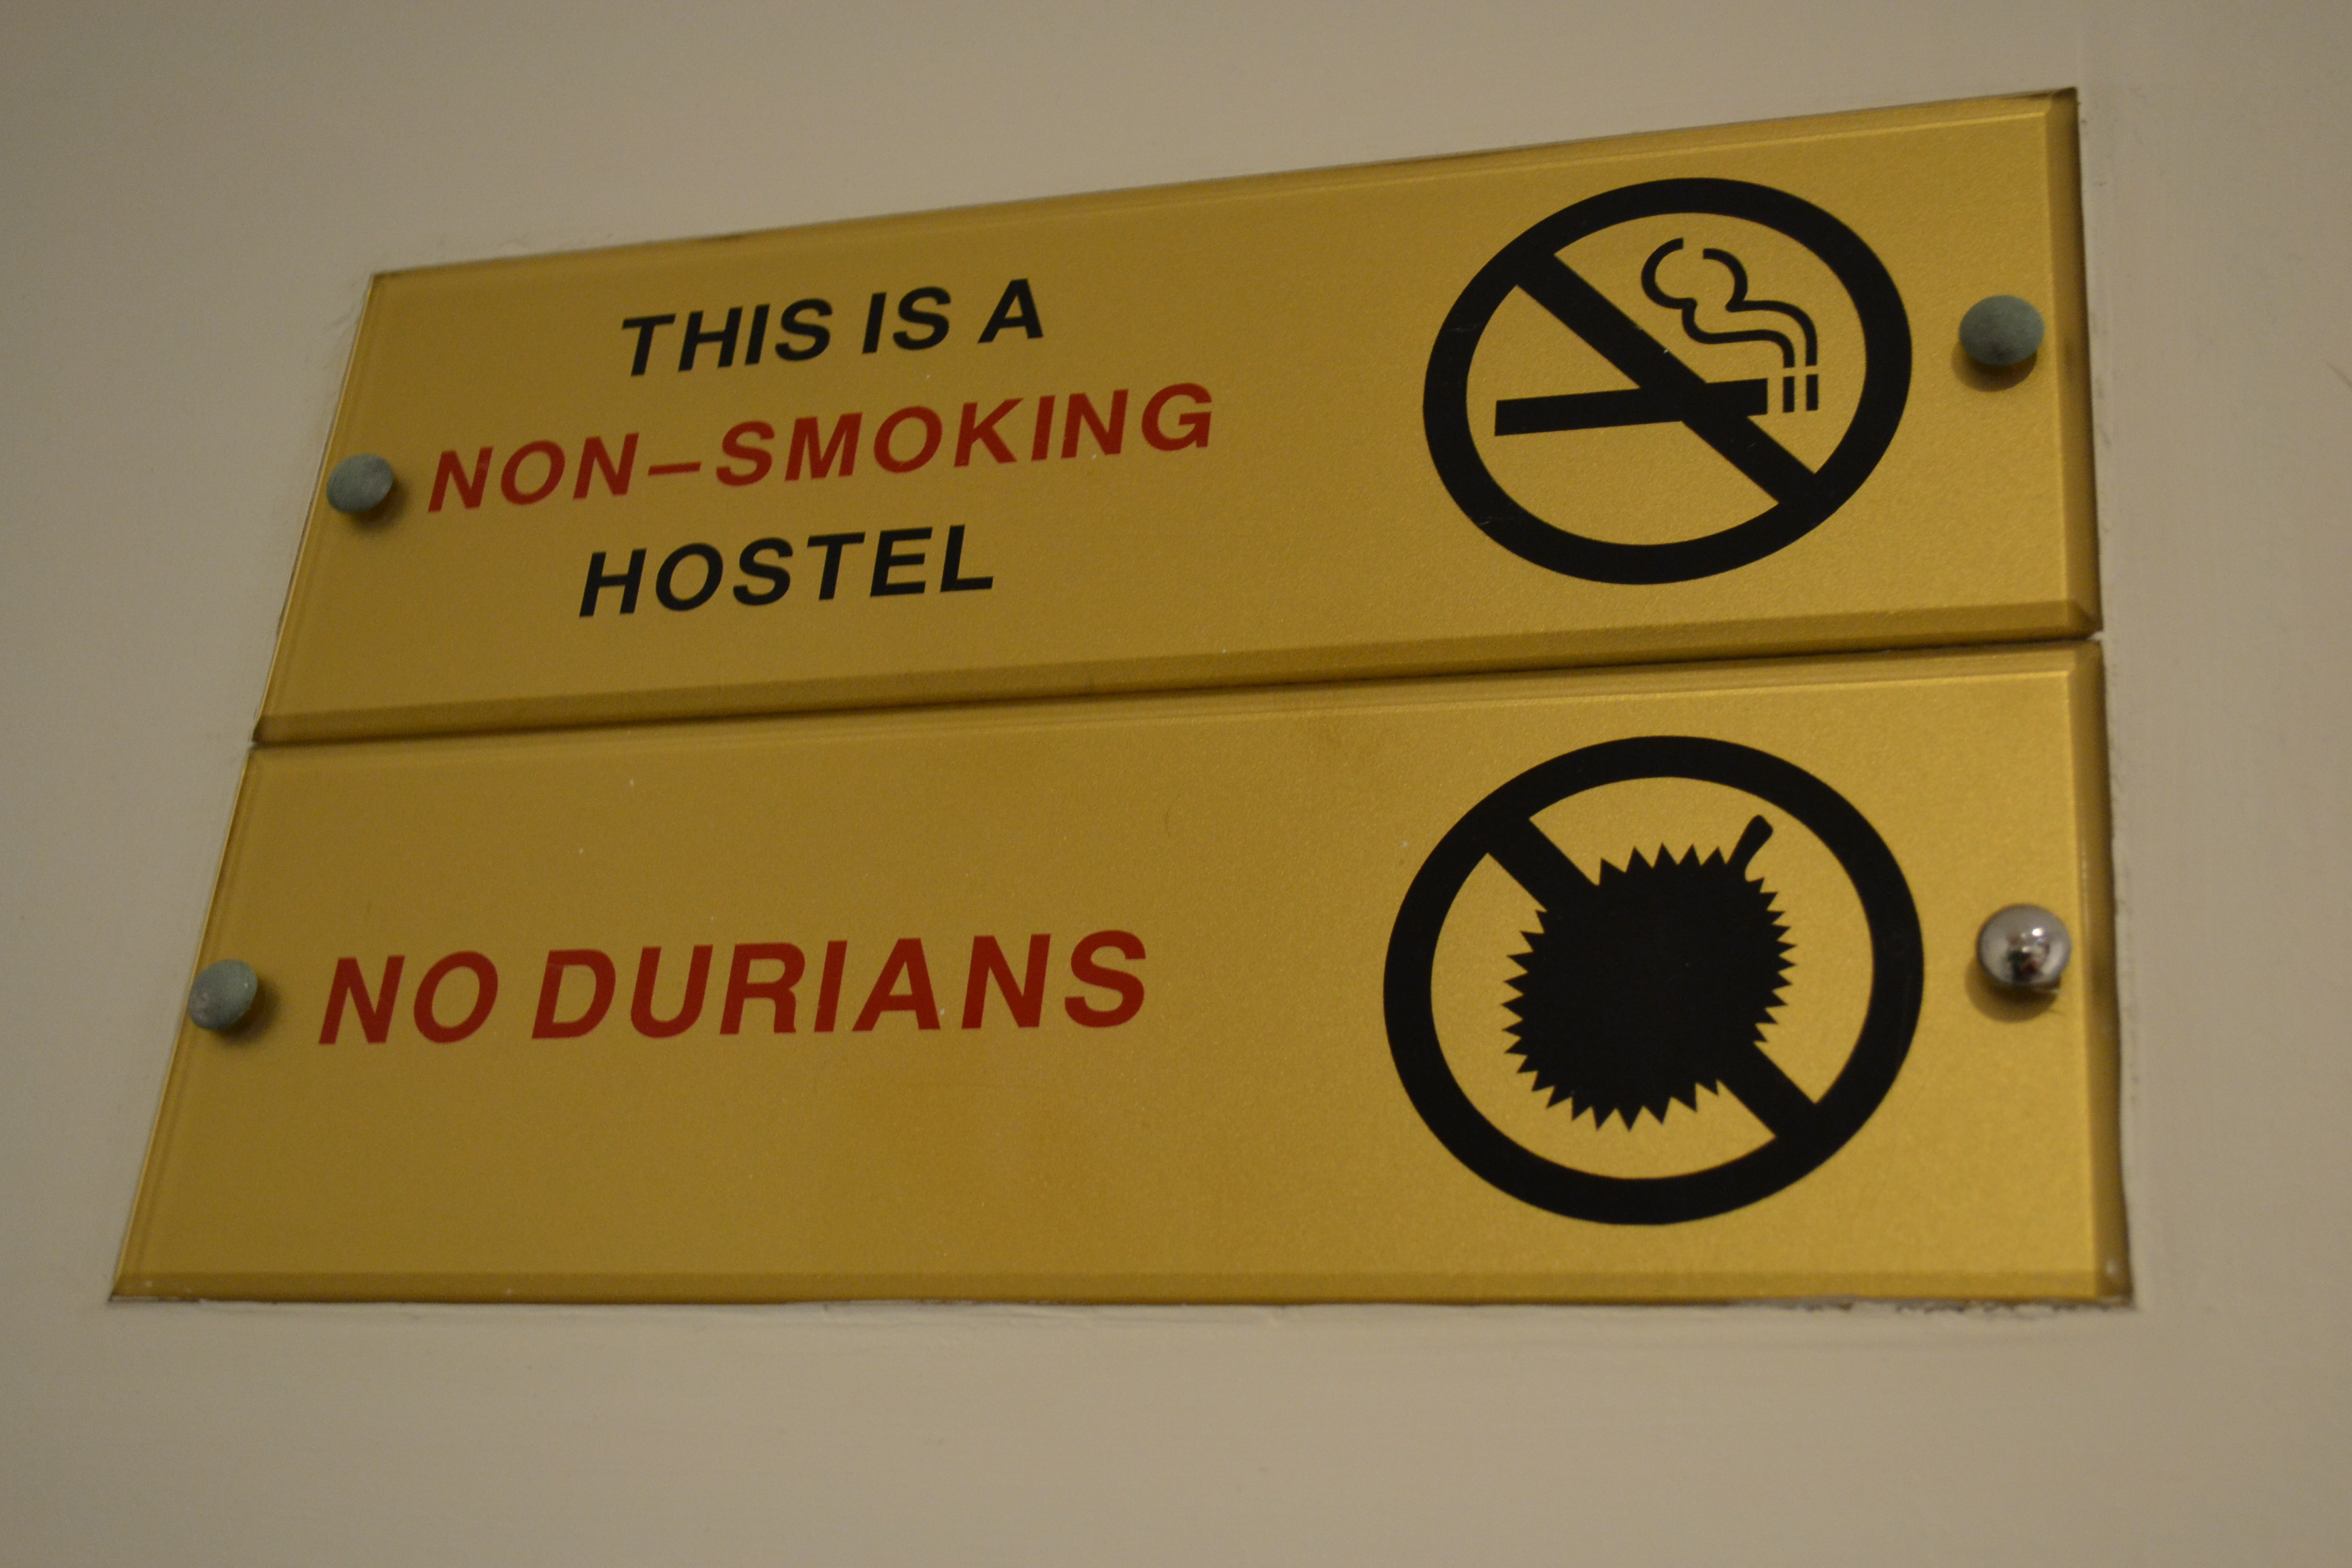 THIS IS A
NON-SMOKING
HOSTEL
NO DURIANS